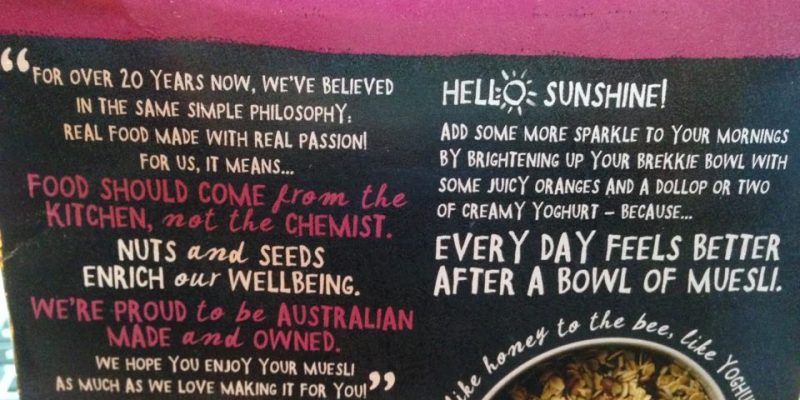 “FOR OVER 20 YEARS NOW, WE'VE BELIEVED
IN THE SAME SIMPLE PHILOSOPHY:
REAL FOOD MADE WITH REAL PASSION!
FOR US, IT MEANS...
FOOD SHOULD COME from the
KITCHEN, not the CHEMIST.
NUTS and SEEDS
ENRICH our WELLBEING.
WE'RE PROUD to be AUSTRALIAN
MADE and OWNED.
WE HOPE YOU ENJOY YOUR MUESLI
AS MUCH AS WE LOVE MAKING IT FOR YOU!”
HELLO SUNSHINE!
ADD SOME MORE SPARKLE TO YOUR MORNINGS
BY BRIGHTENING UP YOUR BREKKIE BOWL WITH
SOME JUICY ORANGES AND A DOLLOP OR TWO
OF CREAMY YOGHURT – BECAUSE...
EVERY DAY FEELS BETTER
AFTER A BOWL OF MUESLI.
like honey to the bee, like